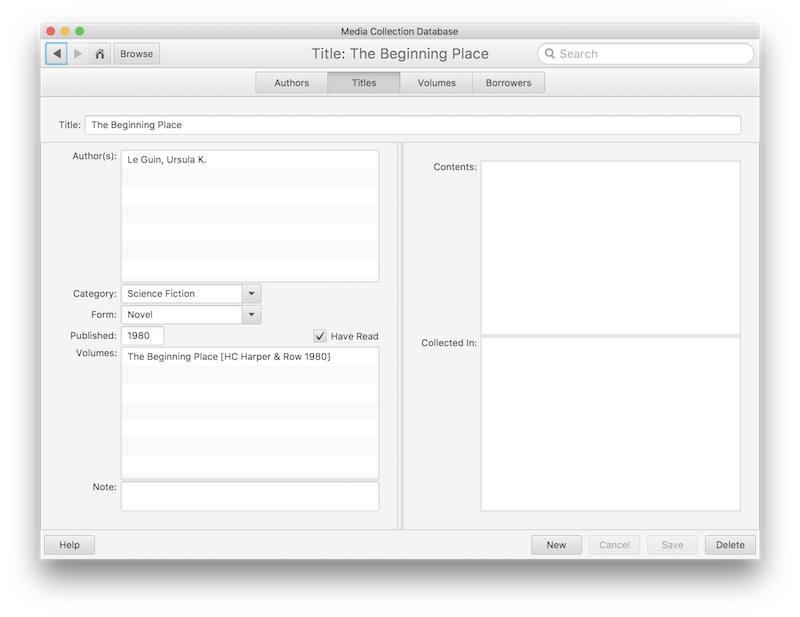 Media Collection Database
Browse
Title: The Beginning Place
Search
Authors
Titles
Volumes
Borrowers
Title: The Beginning Place
Author(s): Le Guin, Ursula K.
Category: Science Fiction
Form: Novel
Published: 1980
Have Read
Volumes: The Beginning Place [HC Harper & Row 1980]
Note:
Contents:
Collected In:
Help
New
Cancel
Save
Delete